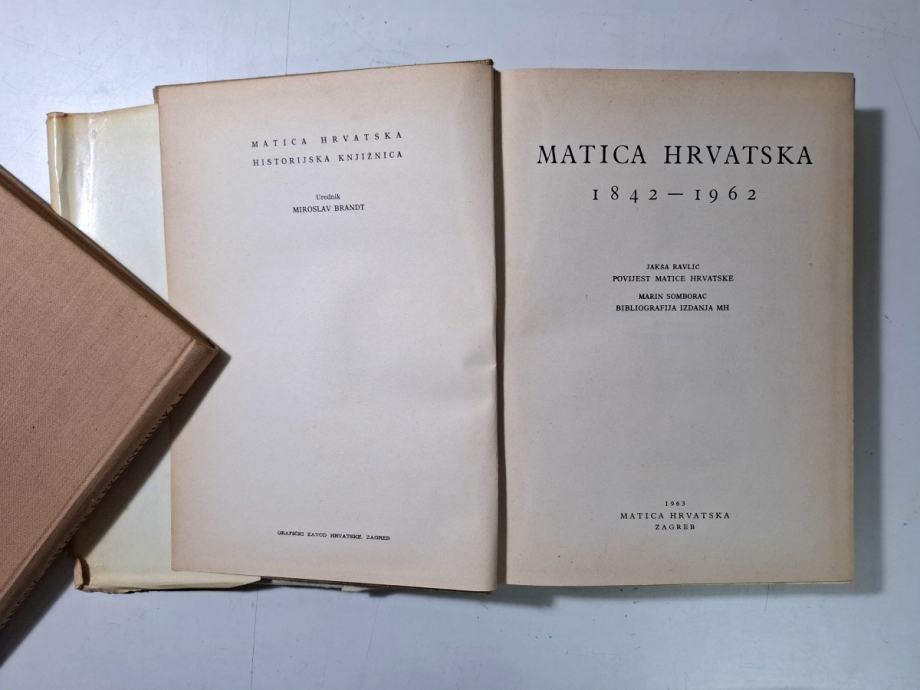 MATICA HRVATSKA
HISTORIJSKA KNJIŽNICA
Urednik
MIROSLAV BRANDT
GRAFIČKI ZAVOD HRVATSKE, ZAGREB
MATICA HRVATSKA
1842 — 1962
JAKŠA RAVLIĆ
POVIJEST MATICE HRVATSKE
MARIN SOMBORAC
BIBLIOGRAFIJA IZDANJA MH
1963
MATICA HRVATSKA
ZAGREB